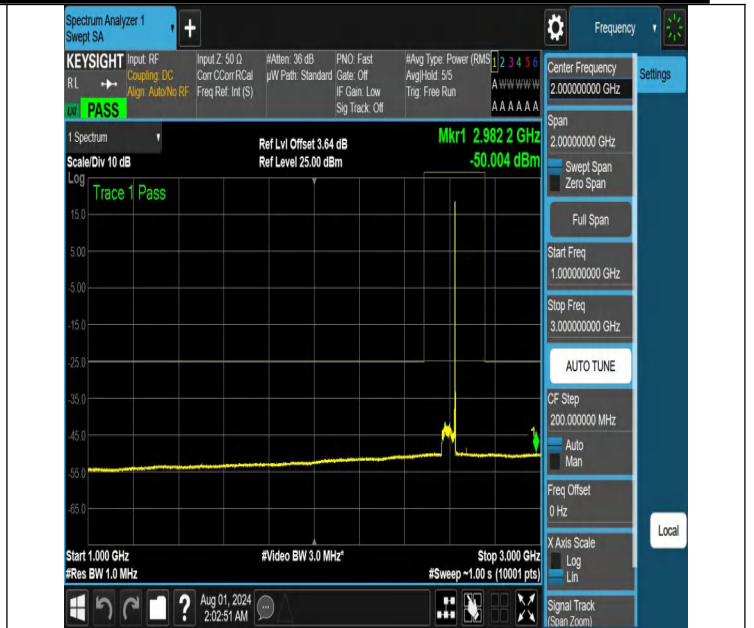 Spectrum Analyzer 1
Swept SA
Frequency
KEYSIGHT
Input: RF
Coupling: DC
Align: Auto/No RF
Input Z: 50 Ω
Corr CCorr RCal
Freq Ref: Int (S)
#Atten: 36 dB
µW Path: Standard
PNO: Fast
Gate: Off
IF Gain: Low
Sig Track: Off
#Avg Type: Power (RMS
Avg|Hold: 5/5
Trig: Free Run
1 2 3 4 5 6
A W W W W W
A A A A A A
R L
LXI
PASS
1 Spectrum
Scale/Div 10 dB
Ref Lvl Offset 3.64 dB
Ref Level 25.00 dBm
Mkr1 2.982 2 GHz
-50.004 dBm
Log
Trace 1 Pass
15.0
5.00
-5.00
-15.0
-25.0
-35.0
-45.0
-55.0
-65.0
1
Start 1.000 GHz
#Res BW 1.0 MHz
#Video BW 3.0 MHz*
Stop 3.000 GHz
#Sweep ~1.00 s (10001 pts)
Aug 01, 2024
2:02:51 AM
Center Frequency
2.000000000 GHz
Settings
Span
2.00000000 GHz
Swept Span
Zero Span
Full Span
Start Freq
1.000000000 GHz
Stop Freq
3.000000000 GHz
AUTO TUNE
CF Step
200.000000 MHz
Auto
Man
Freq Offset
0 Hz
X Axis Scale
Log
Lin
Local
Signal Track
(Span Zoom)